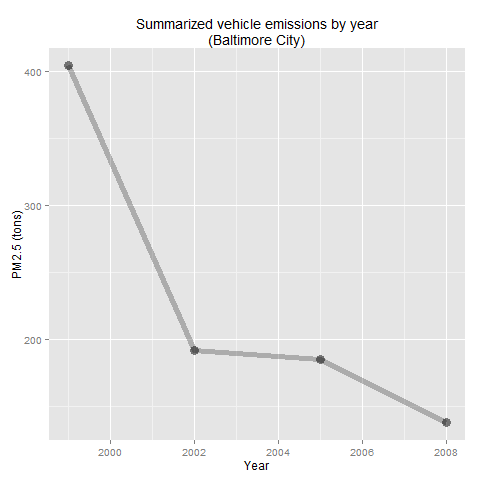 Summarized vehicle emissions by year
(Baltimore City)
400
300
200
PM2.5 (tons)
2000 2002 2004 2006 2008
Year